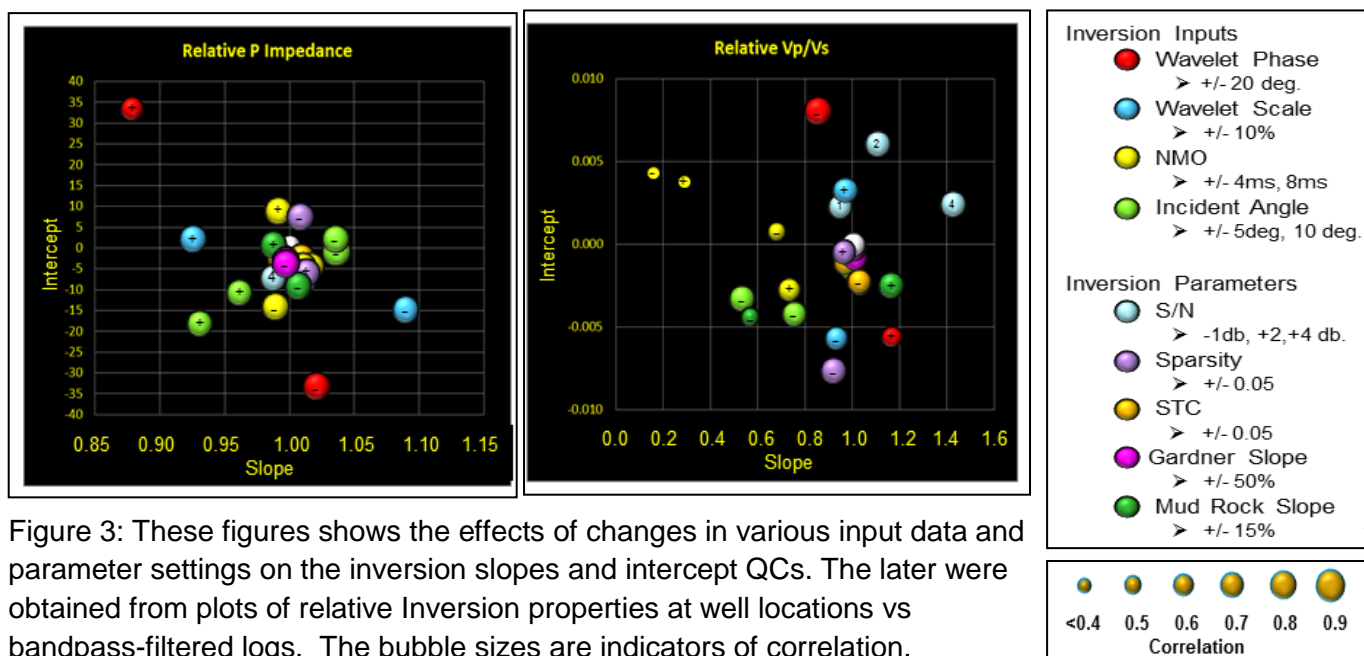 Relative P Impedance
40
35
30
25
20
15
10
5
0
-5
-10
-15
-20
-25
-30
-35
-40
Intercept
0.85 0.90 0.95 1.00 1.05 1.10 1.15
Slope
Relative Vp/Vs
0.010
0.005
0.000
-0.005
-0.010
Intercept
0.0 0.2 0.4 0.6 0.8 1.0 1.2 1.4 1.6
Slope
Inversion Inputs
Wavelet Phase
➢ +/- 20 deg.
Wavelet Scale
➢ +/- 10%
NMO
➢ +/- 4ms, 8ms
Incident Angle
➢ +/- 5deg, 10 deg.
Inversion Parameters
S/N
➢ -1db, +2,+4 db.
Sparsity
➢ +/- 0.05
STC
➢ +/- 0.05
Gardner Slope
➢ +/- 50%
Mud Rock Slope
➢ +/- 15%
<0.4 0.5 0.6 0.7 0.8 0.9
Correlation
Figure 3: These figures shows the effects of changes in various input data and
parameter settings on the inversion slopes and intercept QCs. The later were
obtained from plots of relative Inversion properties at well locations vs
bandpass-filtered logs. The bubble sizes are indicators of correlation.